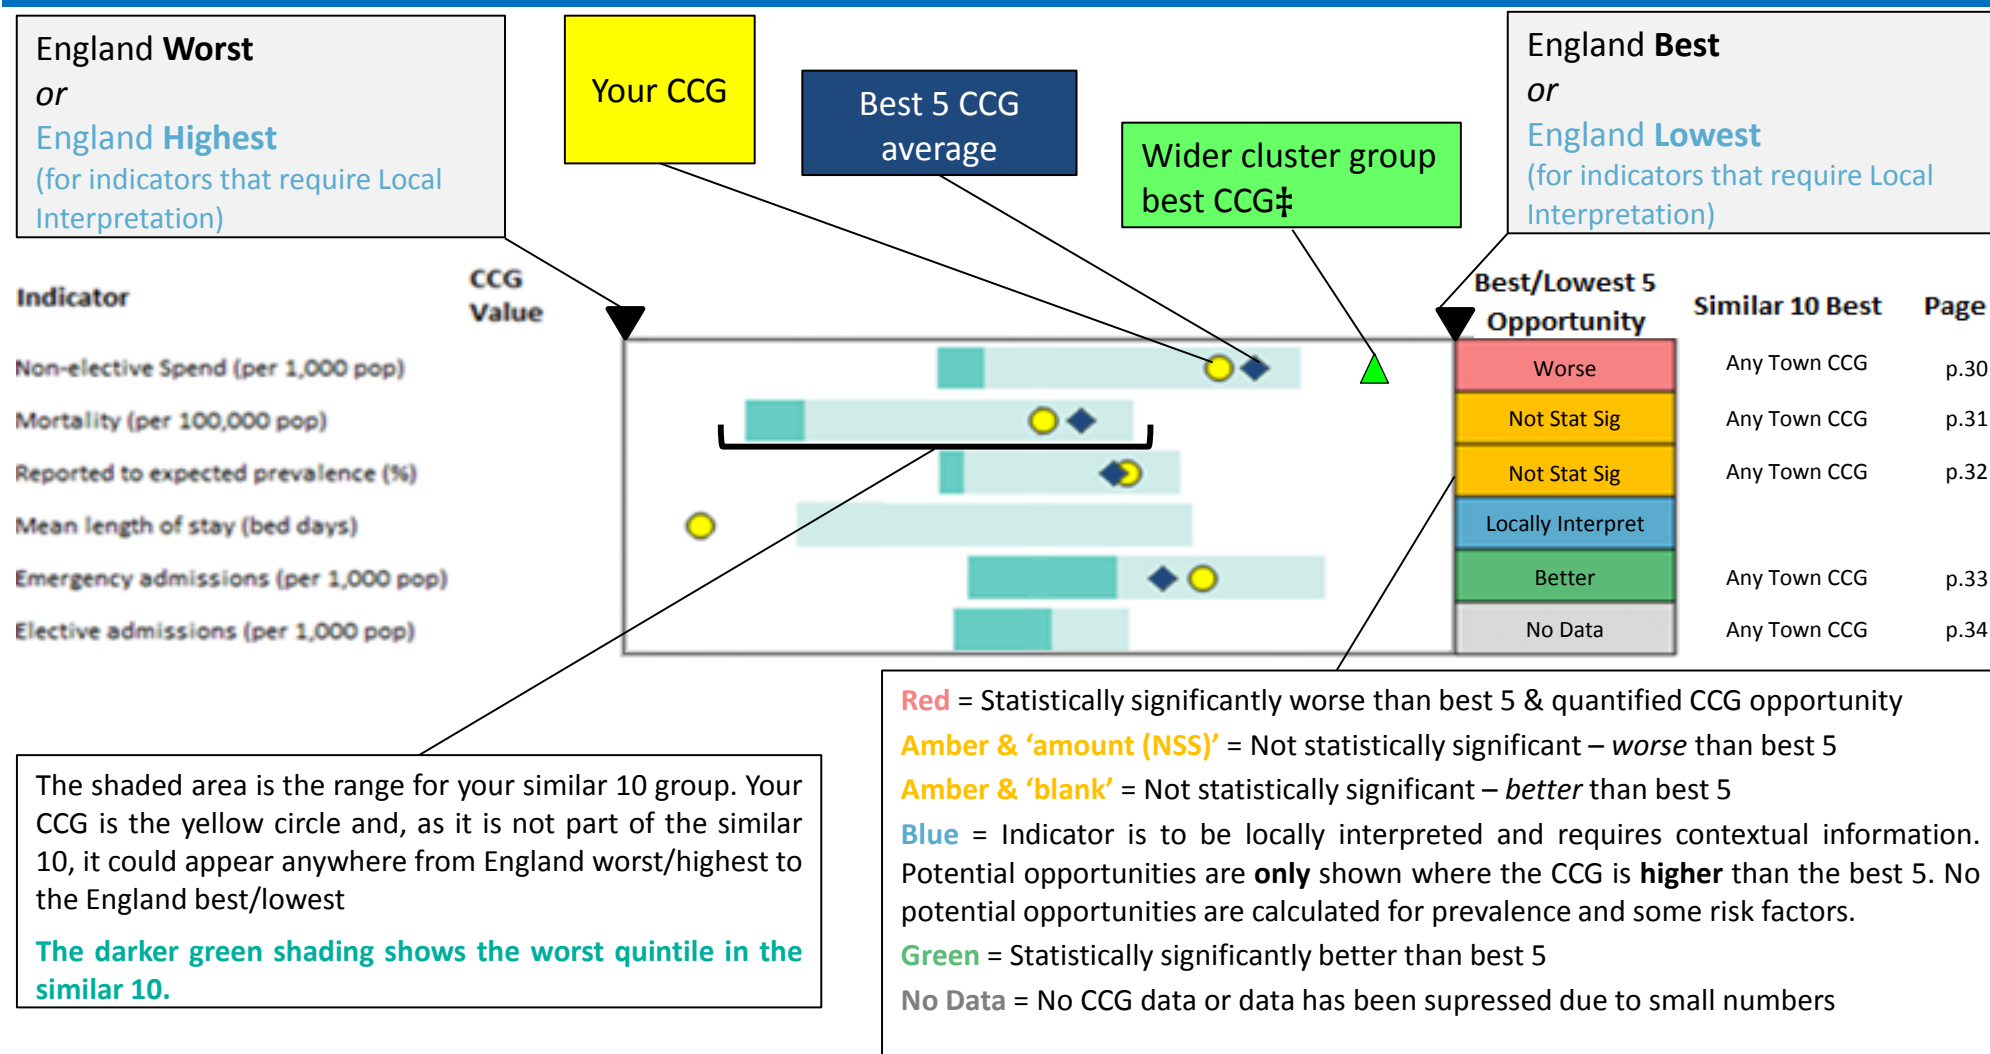 England Worst
or
England Highest
(for indicators that require Local
Interpretation)
Your CCG
Best 5 CCG
average
Wider cluster group
best CCG‡
England Best
or
England Lowest
(for indicators that require Local
Interpretation)
Indicator
CCG
Value
Best/Lowest 5
Opportunity
Similar 10 Best
Page
Non-elective Spend (per 1,000 pop)
Worse
Any Town CCG
p.30
Mortality (per 100,000 pop)
Not Stat Sig
Any Town CCG
p.31
Reported to expected prevalence (%)
Not Stat Sig
Any Town CCG
p.32
Mean length of stay (bed days)
Locally Interpret
Emergency admissions (per 1,000 pop)
Better
Any Town CCG
p.33
Elective admissions (per 1,000 pop)
No Data
Any Town CCG
p.34
The shaded area is the range for your similar 10 group. Your
CCG is the yellow circle and, as it is not part of the similar
10, it could appear anywhere from England worst/highest to
the England best/lowest
The darker green shading shows the worst quintile in the
similar 10.
Red = Statistically significantly worse than best 5 & quantified CCG opportunity
Amber & ‘amount (NSS)’ = Not statistically significant – worse than best 5
Amber & ‘blank’ = Not statistically significant – better than best 5
Blue = Indicator is to be locally interpreted and requires contextual information.
Potential opportunities are only shown where the CCG is higher than the best 5. No
potential opportunities are calculated for prevalence and some risk factors.
Green = Statistically significantly better than best 5
No Data = No CCG data or data has been supressed due to small numbers